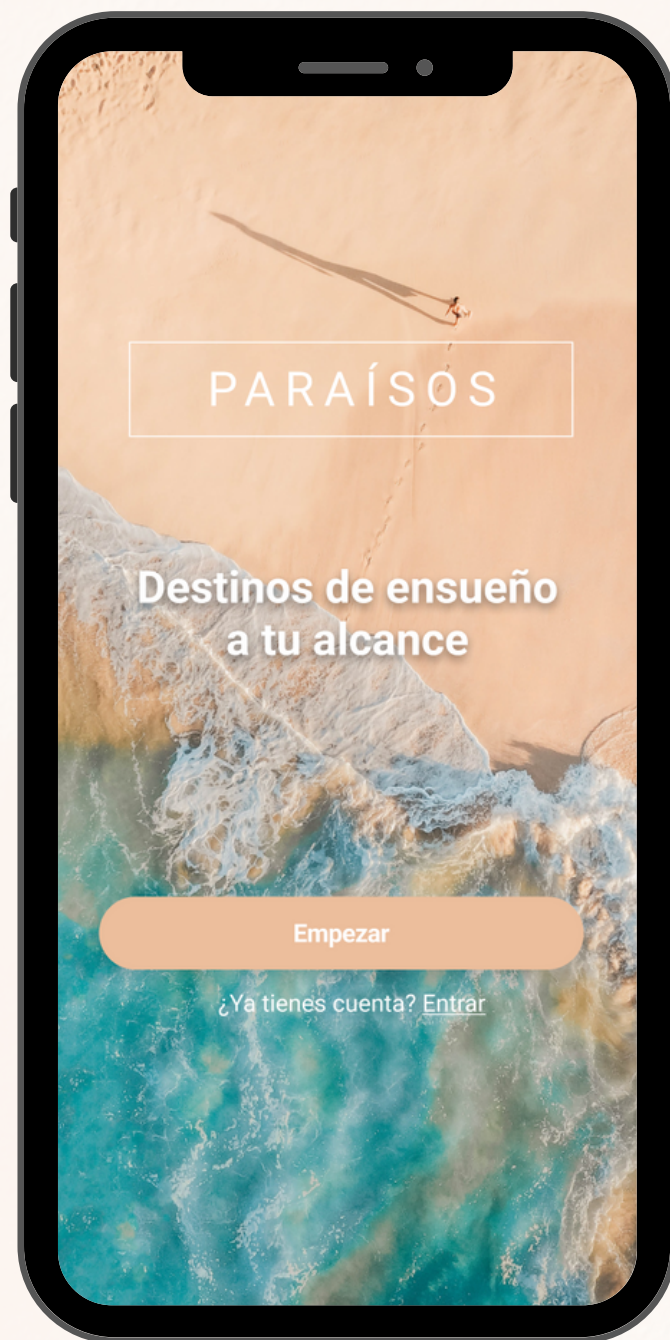 PARAÍSOS
Destinos de ensueño
a tu alcance
Empezar
¿Ya tienes cuenta? Entrar